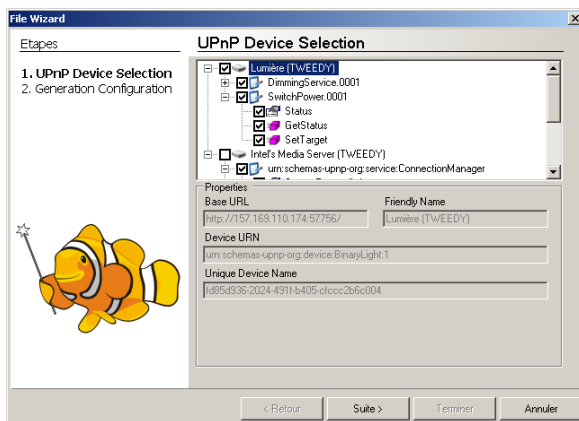 File Wizard
Etapes
1. UPnP Device Selection
2. Generation Configuration
UPnP Device Selection
Lumière (TWEEDY)
DimmingService.0001
SwitchPower.0001
Status
GetStatus
SetTarget
Intel's Media Server (TWEEDY)
urn:schemas-upnp-org:service:ConnectionManager
Properties
Base URL
Friendly Name
http://157.169.110.174:57756/
Lumière (TWEEDY)
Device URN
urn:schemas-upnp-org:device:BinaryLight:1
Unique Device Name
fd85d936-2024-491f-b405-cfccc2b6c004
< Retour
Suite >
Terminer
Annuler